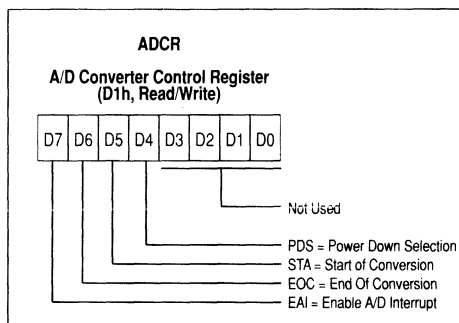 ADCR
A/D Converter Control Register
(D1h, Read/Write)
D7 D6 D5 D4 D3 D2 D1 D0
Not Used
PDS = Power Down Selection
STA = Start of Conversion
EOC = End Of Conversion
EAI = Enable A/D Interrupt